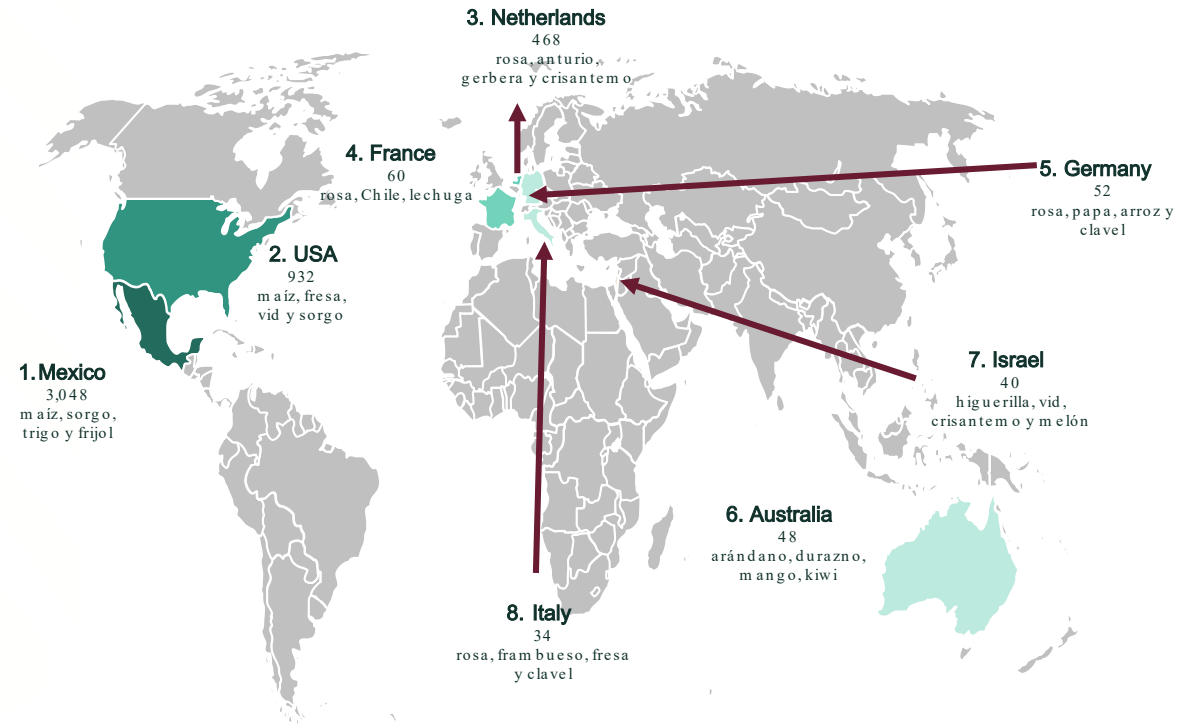 3. Netherlands
468
rosa, anturio,
gerbera y crisantemo
4. France
60
rosa, Chile, lechuga
5. Germany
52
rosa, papa, arroz y
clavel
2. USA
932
maíz, fresa,
vid y sorgo
1.Mexico
3,048
maíz, sorgo,
trigo y frijol
7. Israel
40
higuerilla, vid,
crisantemo y melón
6. Australia
48
arándano, durazno,
mango, kiwi
8. Italy
34
rosa, frambueso, fresa
y clavel